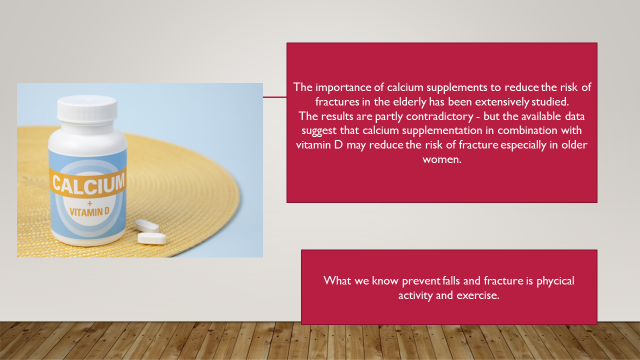 The importance of calcium supplements to reduce the risk of
fractures in the elderly has been extensively studied.
The results are partly contradictory - but the available data
suggest that calcium supplementation in combination with
vitamin D may reduce the risk of fracture especially in older
women.
CALCIUM
+
VITAMIN D
What we know prevent falls and fracture is phycical
activity and exercise.